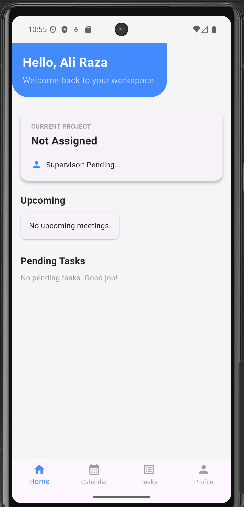 10:55
Hello, Ali Raza
Welcome back to your workspace
CURRENT PROJECT
Not Assigned
Supervisor: Pending...
Upcoming
No upcoming meetings.
Pending Tasks
No pending tasks. Good job!
Home
Calendar
Tasks
Profile